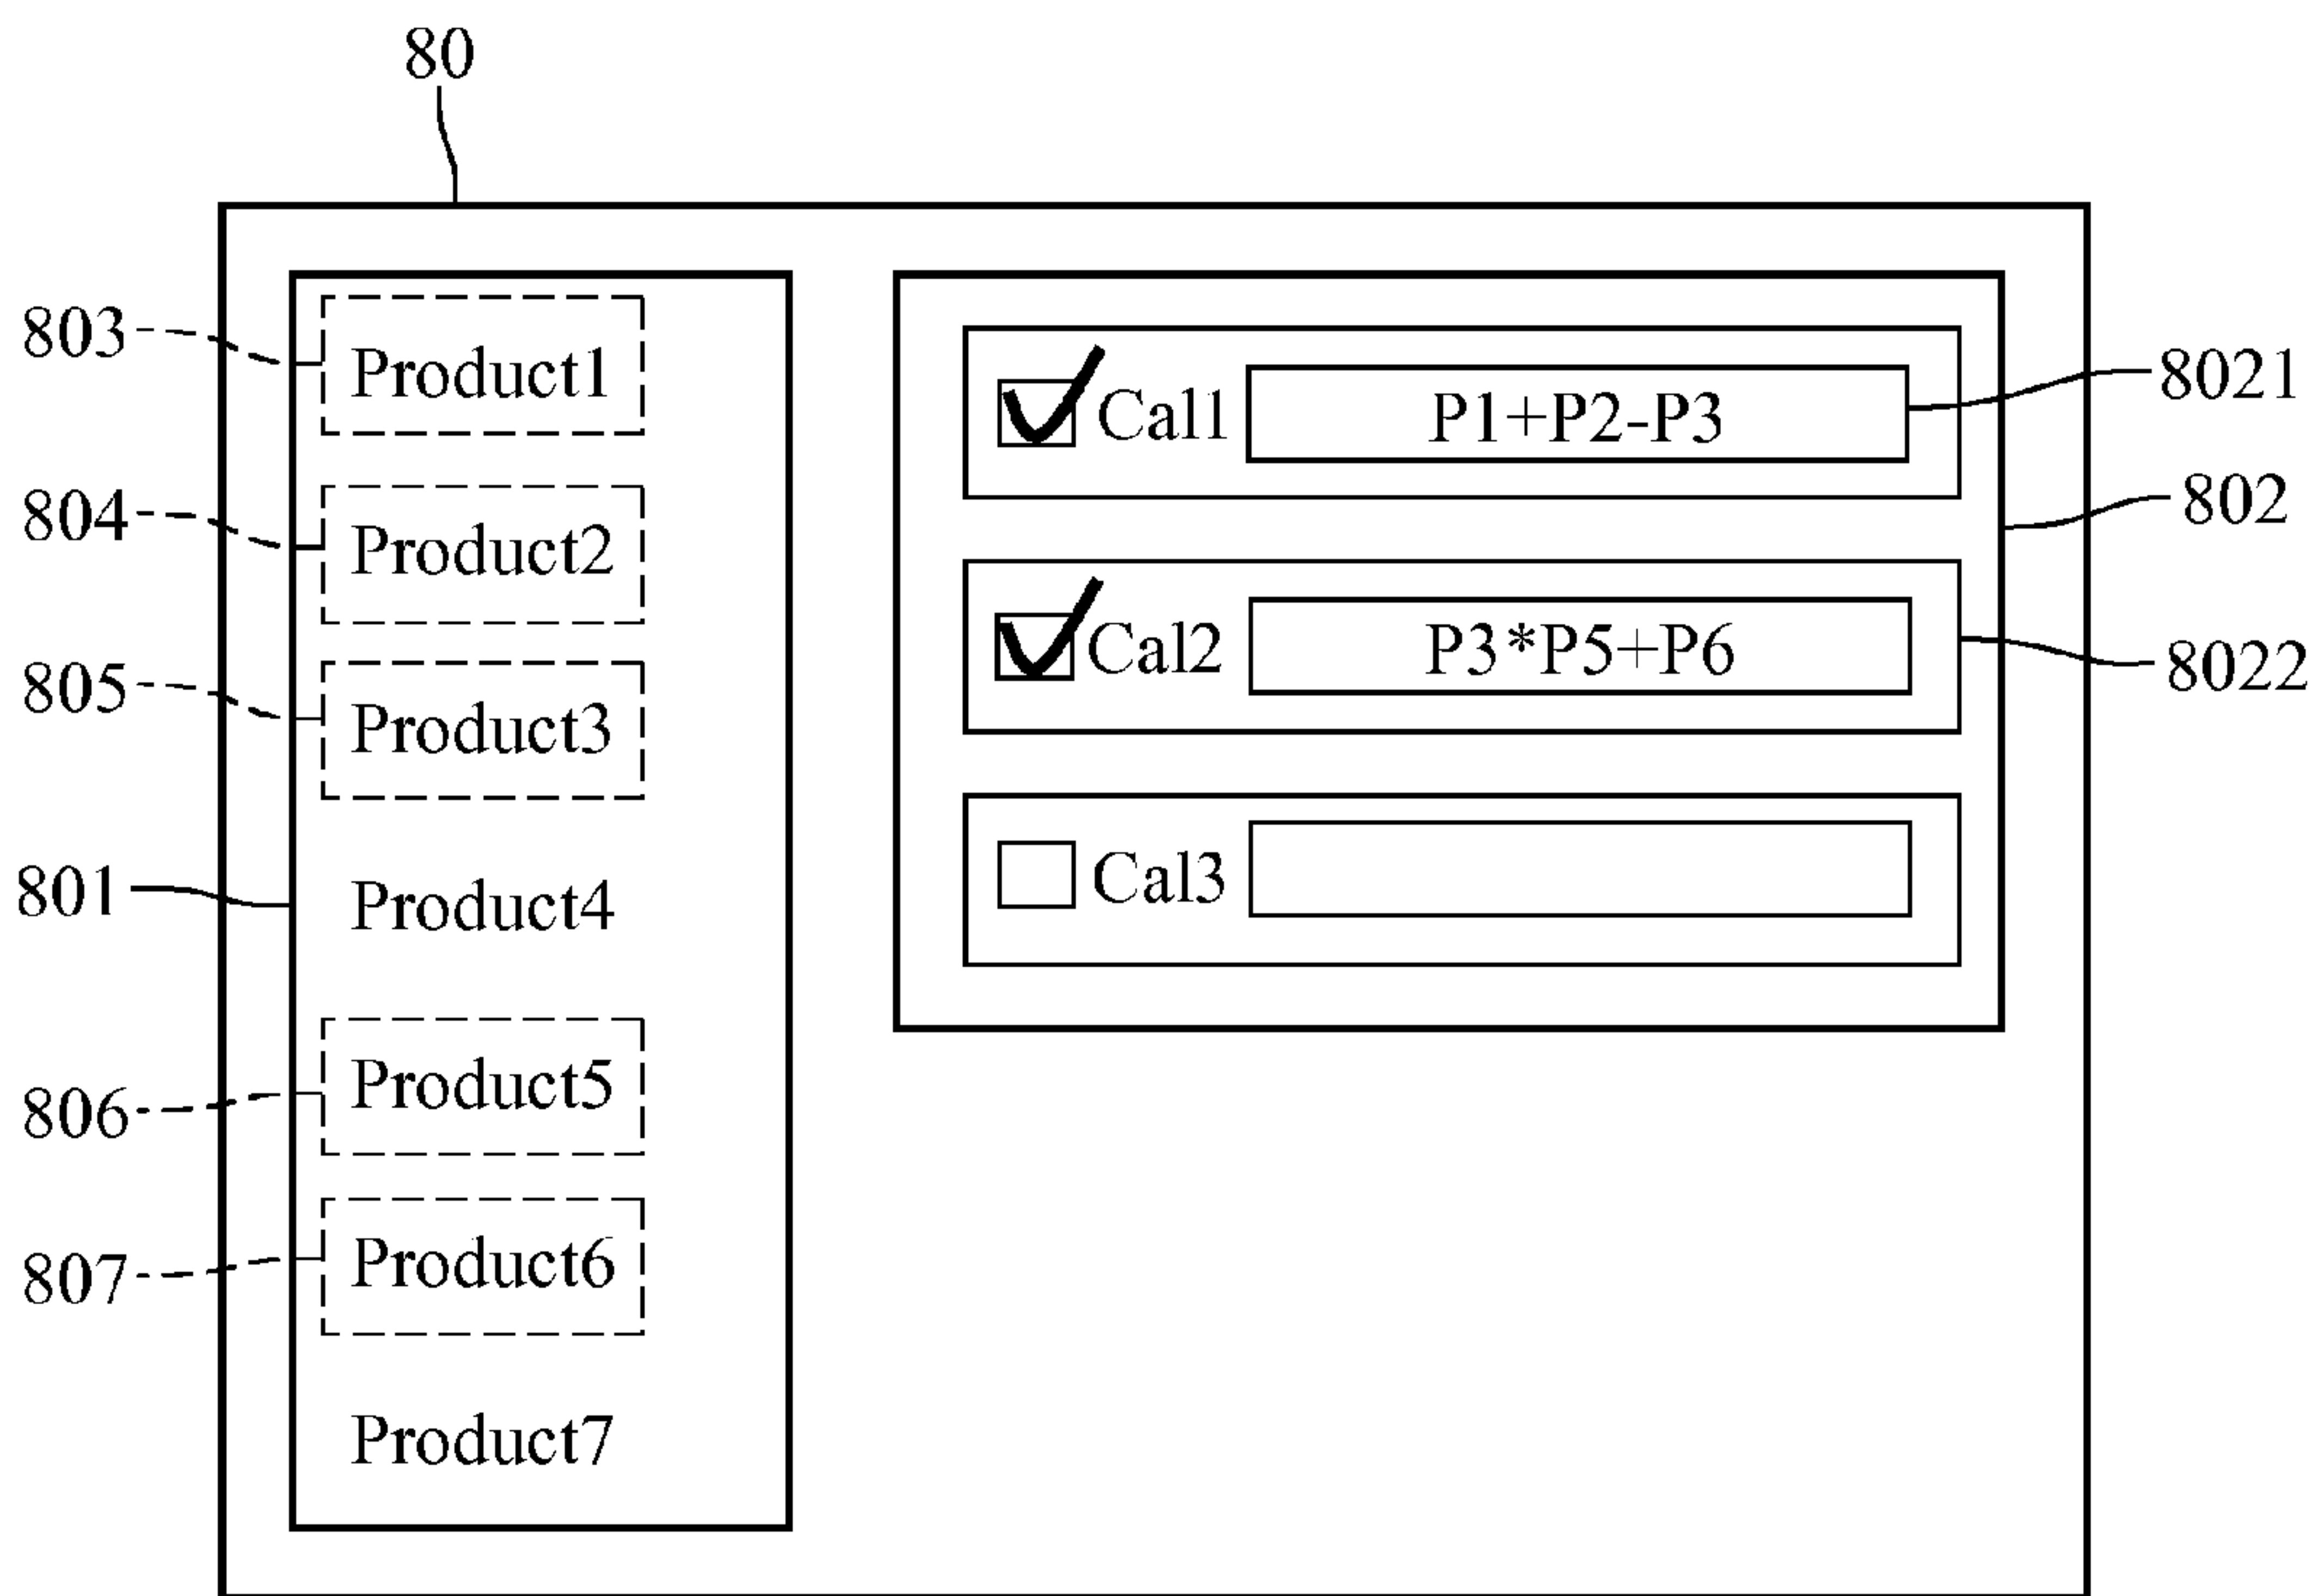 80
803
Product1
804
Product2
805
Product3
801
Product4
806
Product5
807
Product6
Product7
Cal1
P1+P2-P3
8021
802
Cal2
P3*P5+P6
8022
Cal3